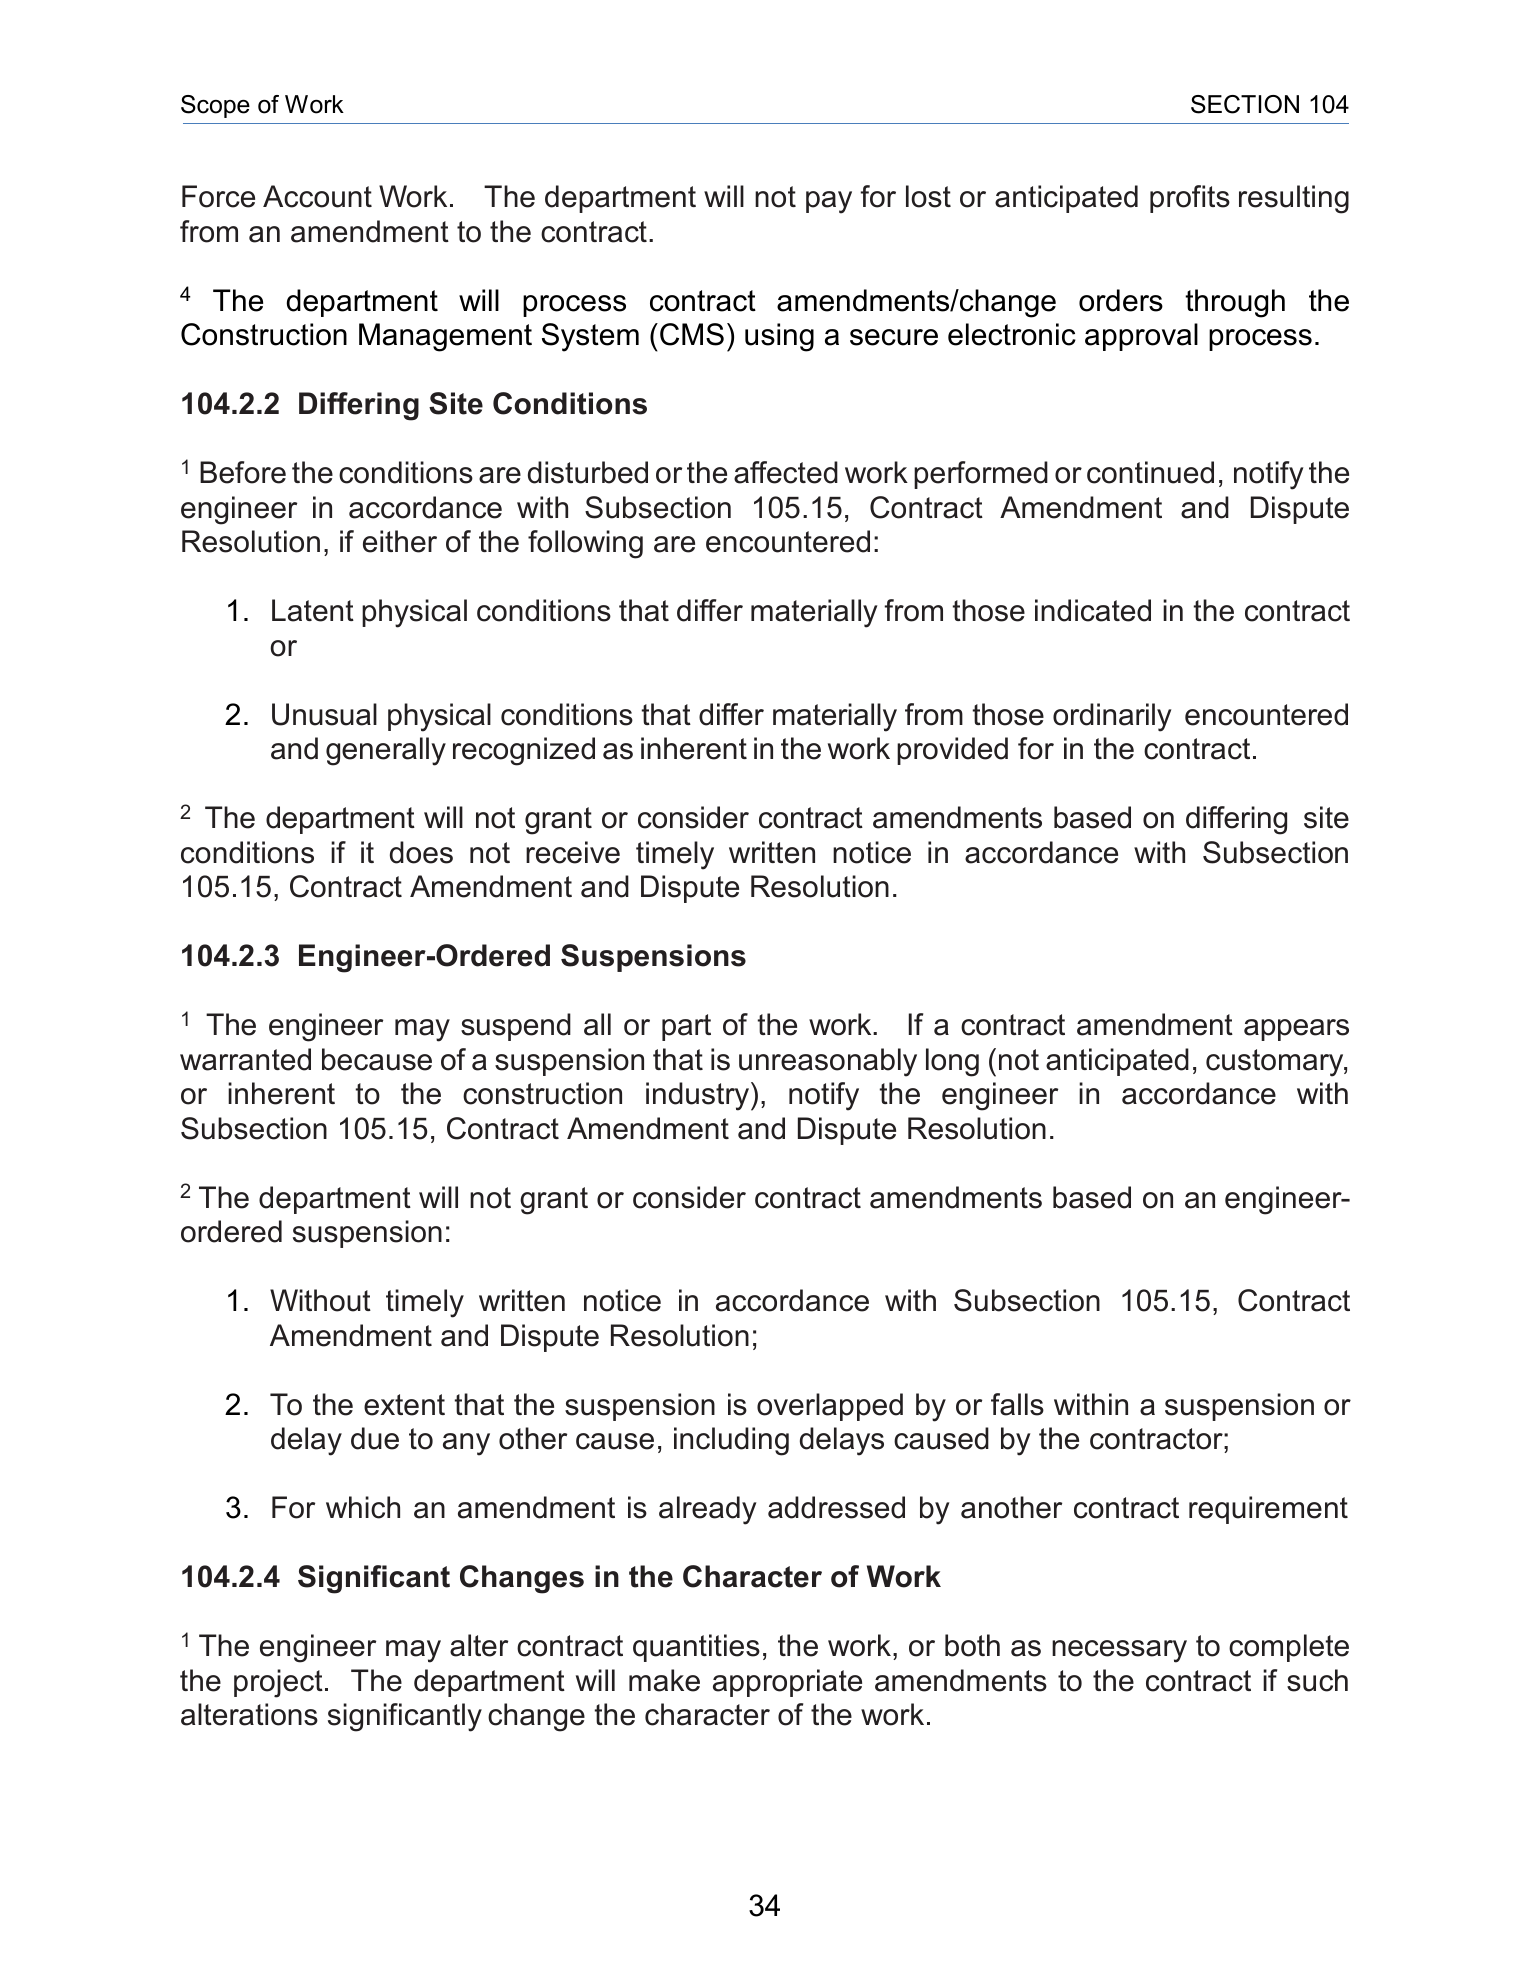 Scope of Work SECTION 104
Force Account Work. The department will not pay for lost or anticipated profits resulting
from an amendment to the contract.
4 The department will process contract amendments/change orders through the
Construction Management System (CMS) using a secure electronic approval process.
104.2.2 Differing Site Conditions
1 Before the conditions are disturbed or the affected work performed or continued, notify the
engineer in accordance with Subsection 105.15, Contract Amendment and Dispute
Resolution, if either of the following are encountered:
1. Latent physical conditions that differ materially from those indicated in the contract
or
2. Unusual physical conditions that differ materially from those ordinarily encountered
and generally recognized as inherent in the work provided for in the contract.
2 The department will not grant or consider contract amendments based on differing site
conditions if it does not receive timely written notice in accordance with Subsection
105.15, Contract Amendment and Dispute Resolution.
104.2.3 Engineer-Ordered Suspensions
1 The engineer may suspend all or part of the work. If a contract amendment appears
warranted because of a suspension that is unreasonably long (not anticipated, customary,
or inherent to the construction industry), notify the engineer in accordance with
Subsection 105.15, Contract Amendment and Dispute Resolution.
2 The department will not grant or consider contract amendments based on an engineer-
ordered suspension:
1. Without timely written notice in accordance with Subsection 105.15, Contract
Amendment and Dispute Resolution;
2. To the extent that the suspension is overlapped by or falls within a suspension or
delay due to any other cause, including delays caused by the contractor;
3. For which an amendment is already addressed by another contract requirement
104.2.4 Significant Changes in the Character of Work
1 The engineer may alter contract quantities, the work, or both as necessary to complete
the project. The department will make appropriate amendments to the contract if such
alterations significantly change the character of the work.
34